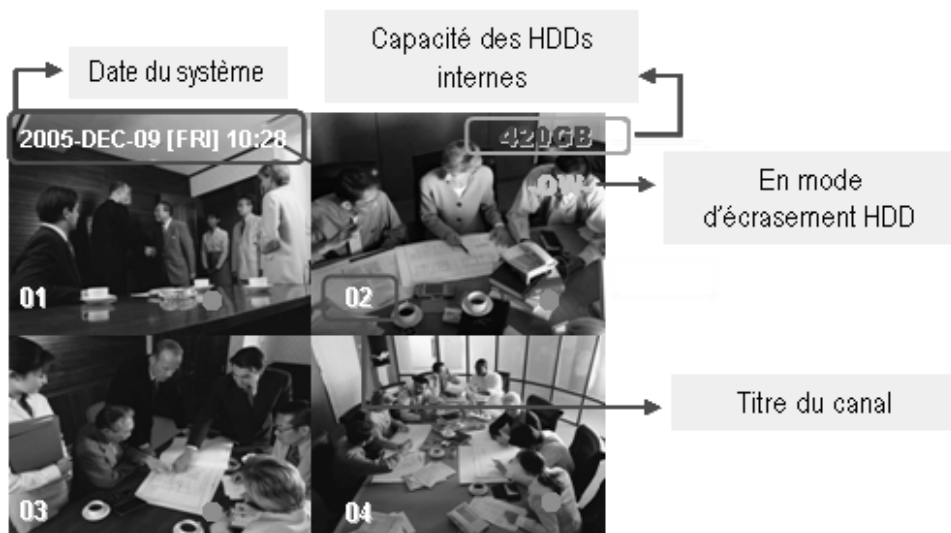 Capacité des HDDs
internes
Date du système
2005-DEC-09 [FRI] 10:28
420GB
OW
En mode
d'écrasement HDD
01
02
Titre du canal
03
04